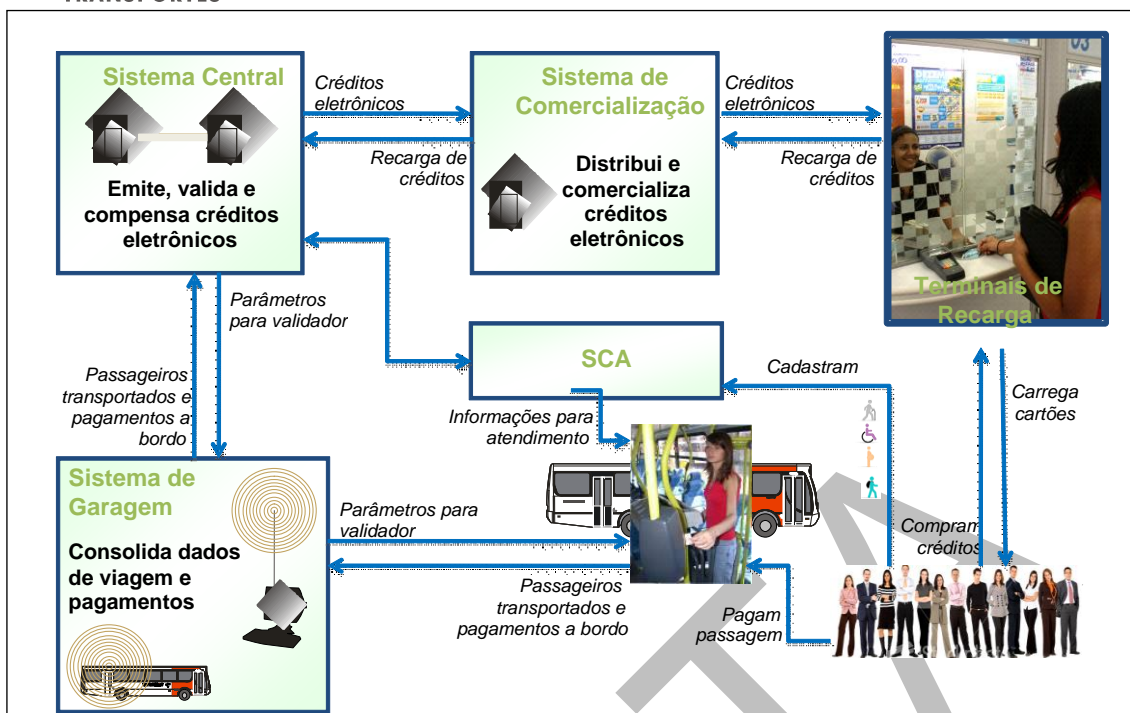 TRANSPORTES
Sistema Central
Emite, valida e
compensa créditos
eletrônicos
Créditos
eletrônicos
Recarga de
créditos
Sistema de
Comercialização
Distribui e
comercializa
créditos
eletrônicos
Créditos
eletrônicos
Recarga de
créditos
03
Terminais de
Recarga
Parâmetros
para validador
Passageiros
transportados e
pagamentos a
bordo
SCA
Informações para
atendimento
Cadastram
Carrega
cartões
Compram
créditos
Sistema de
Garagem
Consolida dados
de viagem e
pagamentos
Parâmetros para
validador
Passageiros
transportados e
pagamentos a bordo
Pagam
passagem